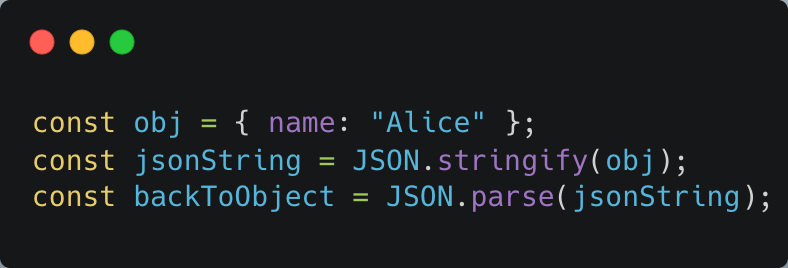 const obj = { name: "Alice" };
const jsonString = JSON.stringify(obj);
const backToObject = JSON.parse(jsonString);